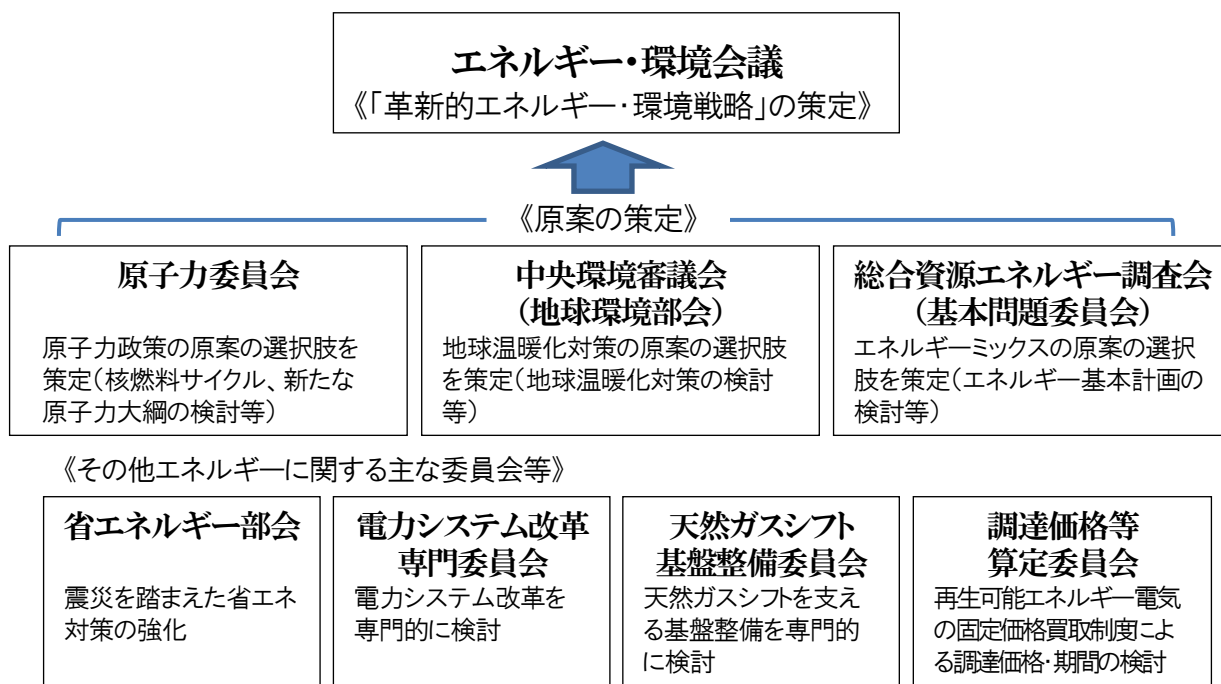 エネルギー・環境会議
《「革新的エネルギー・環境戦略」の策定》
《原案の策定》
原子力委員会
原子力政策の原案の選択肢を
策定(核燃料サイクル、新たな
原子力大綱の検討等)
中央環境審議会
(地球環境部会)
地球温暖化対策の原案の選択肢
を策定(地球温暖化対策の検討
等)
総合資源エネルギー調査会
(基本問題委員会)
エネルギーミックスの原案の選択
肢を策定(エネルギー基本計画の
検討等)
《その他エネルギーに関する主な委員会等》
省エネルギー部会
震災を踏まえた省エネ
対策の強化
電力システム改革
専門委員会
電力システム改革を
専門的に検討
天然ガスシフト
基盤整備委員会
天然ガスシフトを支え
る基盤整備を専門的
に検討
調達価格等
算定委員会
再生可能エネルギー電気
の固定価格買取制度によ
る調達価格・期間の検討